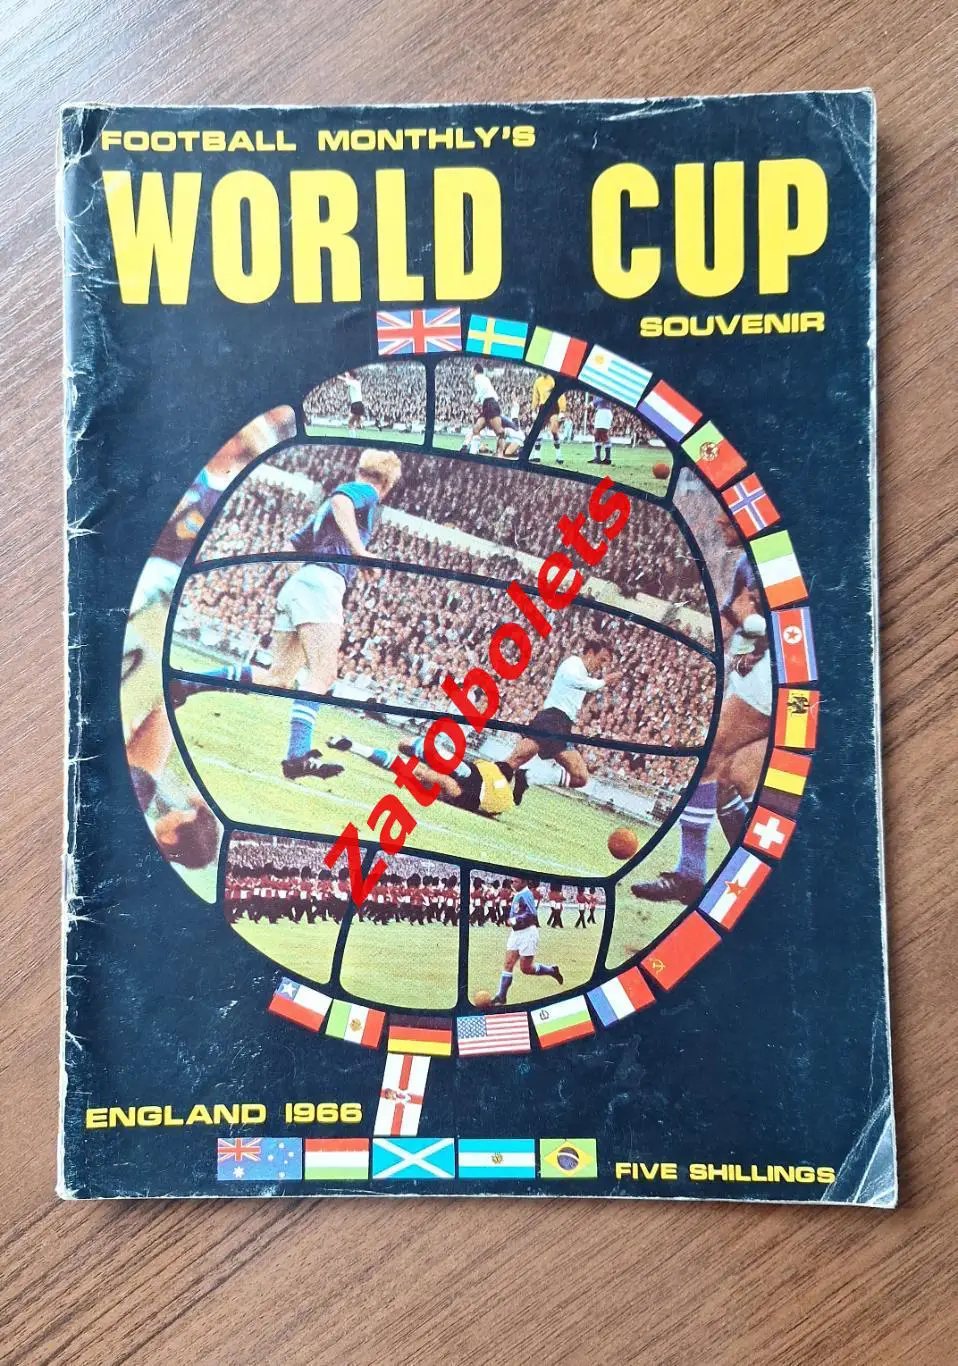 FOOTBALL MONTHLY'S
WORLD CUP
SOUVENIR
Zatobolets
ENGLAND 1966
FIVE SHILLINGS